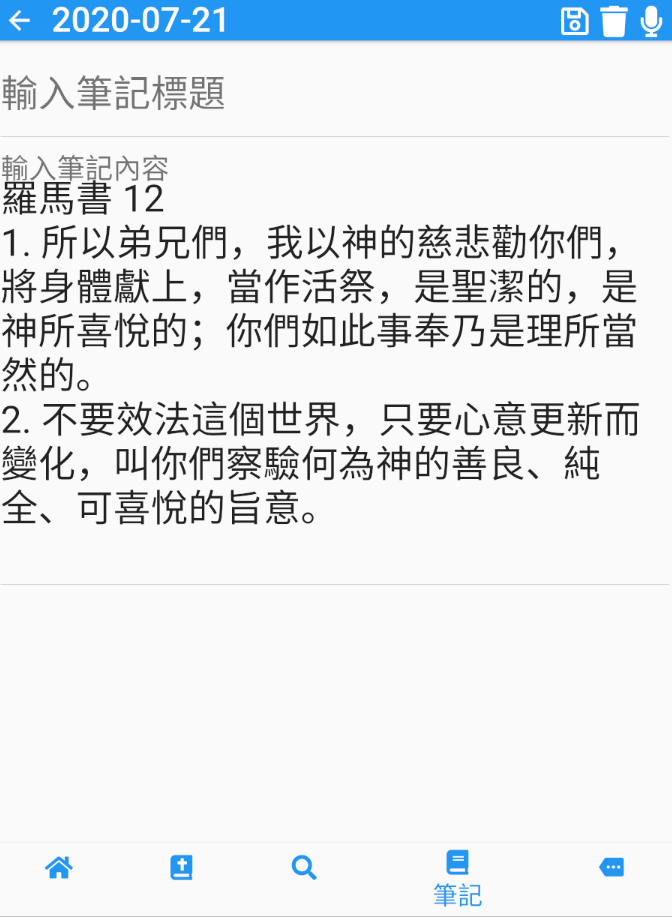 2020-07-21
輸入筆記標題
輸入筆記內容
羅馬書 12
1. 所以弟兄們，我以神的慈悲勸你們，
將身體獻上，當作活祭，是聖潔的，是
神所喜悅的；你們如此事奉乃是理所當
然的。
2. 不要效法這個世界，只要心意更新而
變化，叫你們察驗何為神的善良、純
全、可喜悅的旨意。
筆記